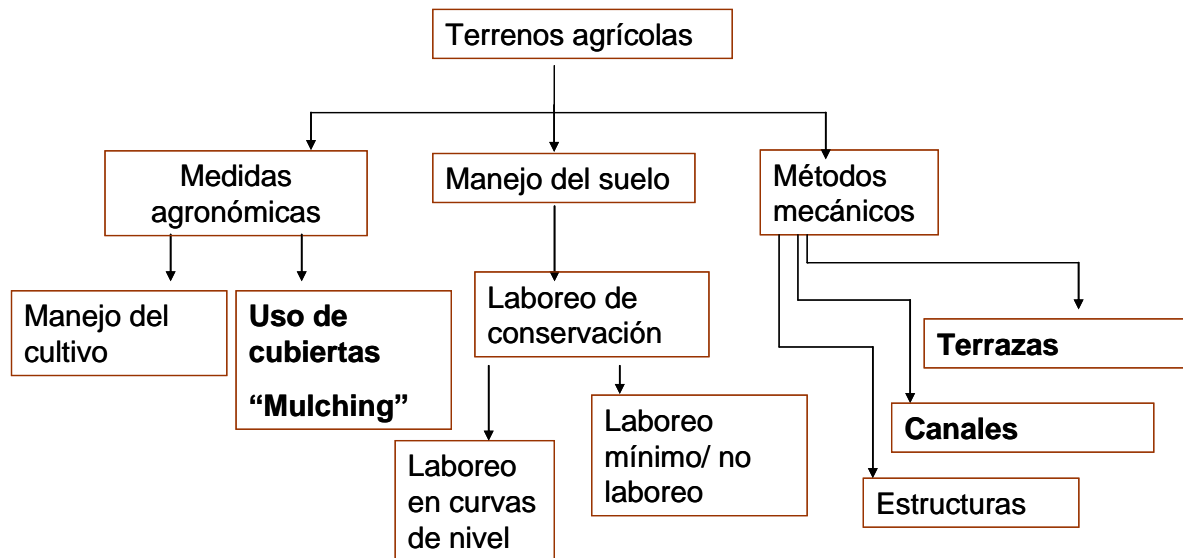 Terrenos agrícolas
Medidas
agronómicas
Manejo del suelo
Métodos
mecánicos
Manejo del
cultivo
Uso de
cubiertas
“Mulching”
Laboreo de
conservación
Terrazas
Laboreo
en curvas
de nivel
Laboreo
mínimo/ no
laboreo
Canales
Estructuras